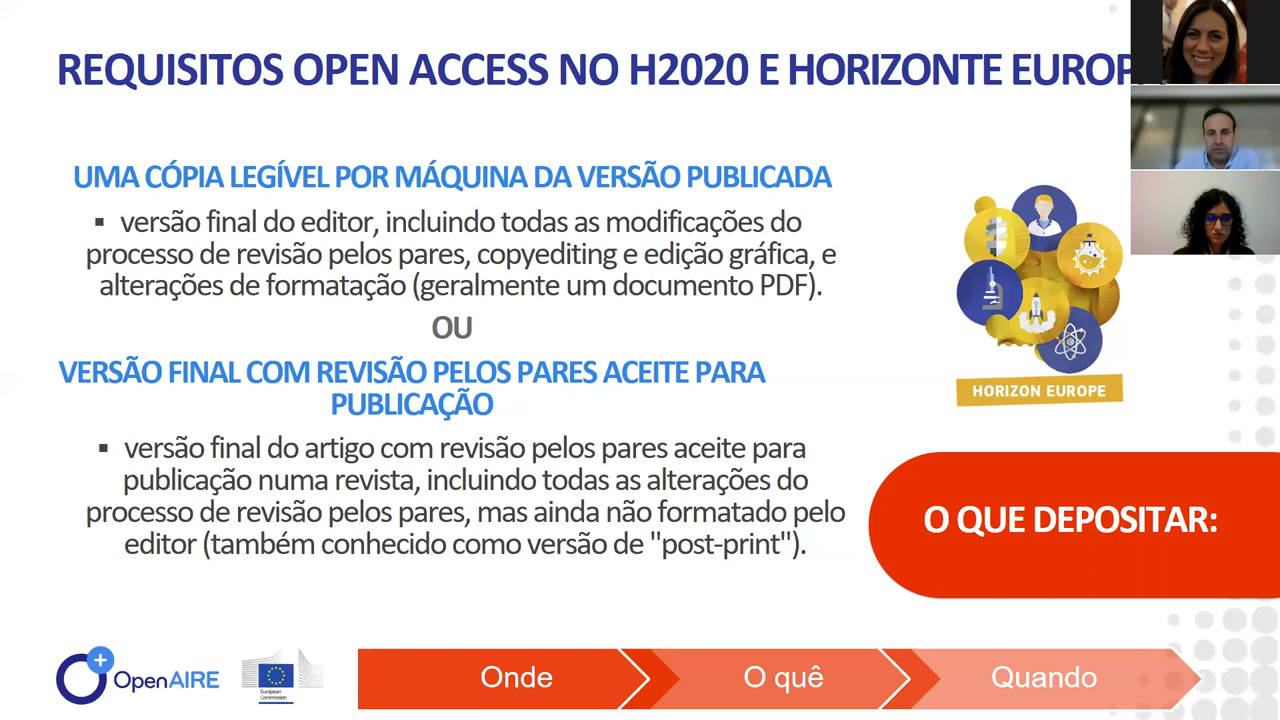 REQUISITOS OPEN ACCESS NO H2020 E HORIZONTE EUROP
UMA CÓPIA LEGÍVEL POR MÁQUINA DA VERSÃO PUBLICADA
▪ versão final do editor, incluindo todas as modificações do
processo de revisão pelos pares, copyediting e edição gráfica, e
alterações de formatação (geralmente um documento PDF).
OU
VERSÃO FINAL COM REVISÃO PELOS PARES ACEITE PARA
PUBLICAÇÃO
▪ versão final do artigo com revisão pelos pares aceite para
publicação numa revista, incluindo todas as alterações do
processo de revisão pelos pares, mas ainda não formatado pelo
editor (também conhecido como versão de "post-print").
HORIZON EUROPE
O QUE DEPOSITAR:
OpenAIRE
European
Commission
Onde
O quê
Quando